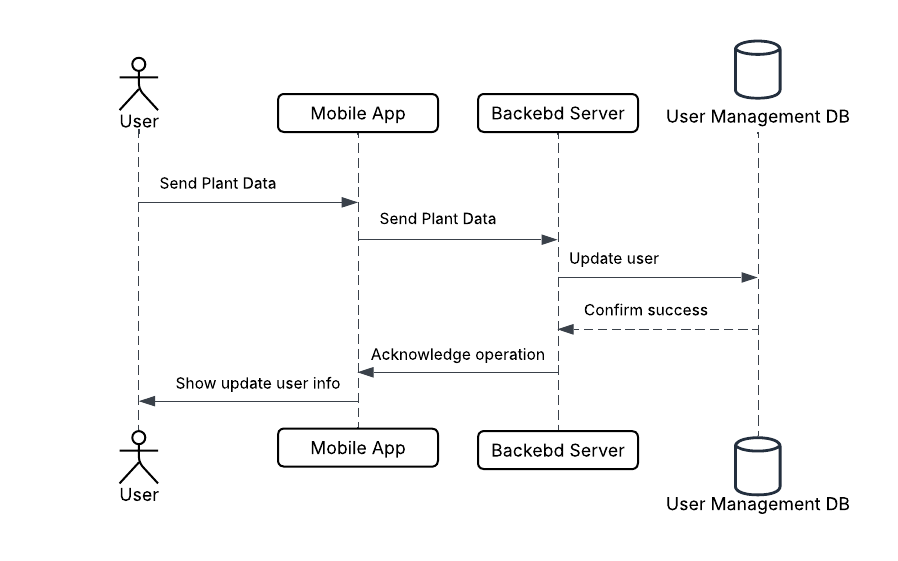 User
Mobile App
Backebd Server
User Management DB
Send Plant Data
Send Plant Data
Update user
Confirm success
Acknowledge operation
Show update user info
Mobile App
Backebd Server
User
User Management DB